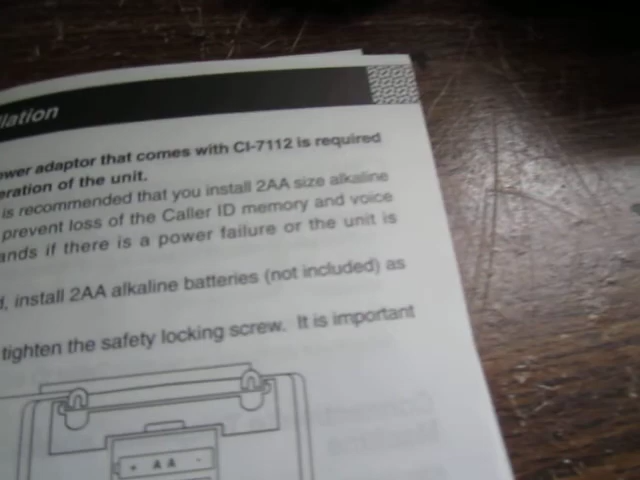 llation
ower adaptor that comes with CI-7112 is required
eration of the unit.
is recommended that you install 2AA size alkaline
prevent loss of the Caller ID memory and voice
ands if there is a power failure or the unit is
d, install 2AA alkaline batteries (not included) as
tighten the safety locking screw. It is important
+ AA -